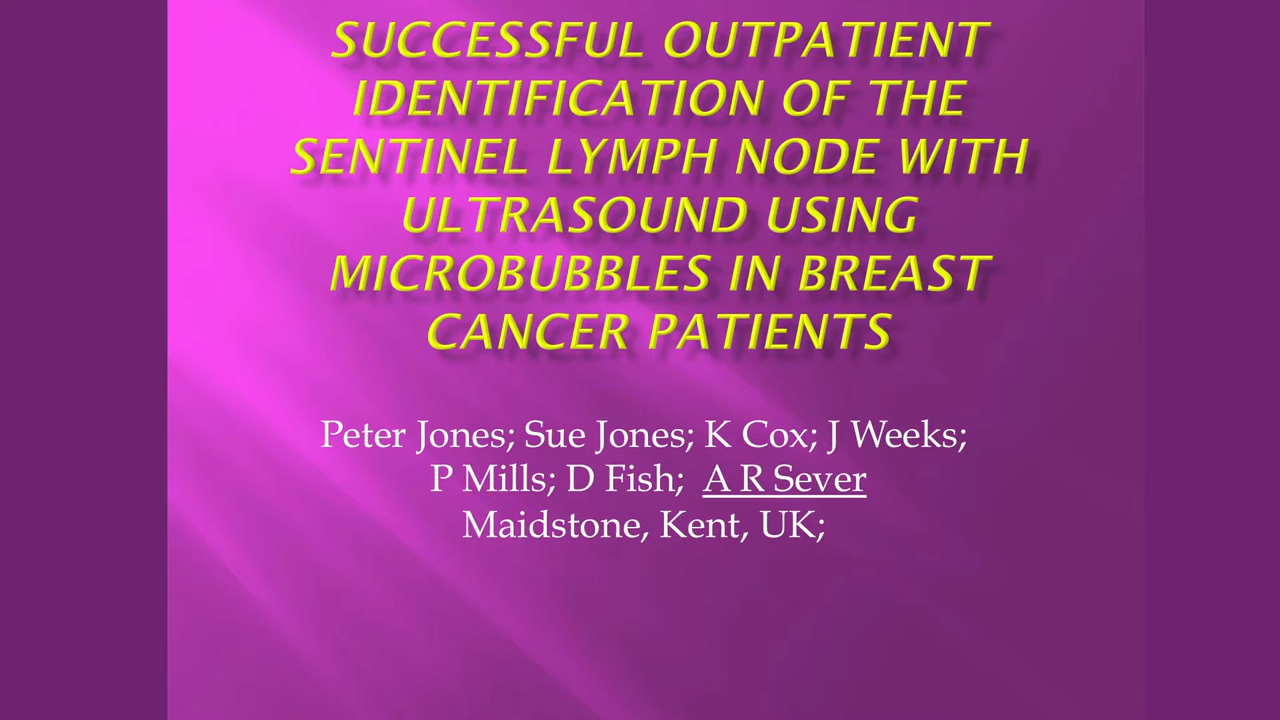 SUCCESSFUL OUTPATIENT
IDENTIFICATION OF THE
SENTINEL LYMPH NODE WITH
ULTRASOUND USING
MICROBUBBLES IN BREAST
CANCER PATIENTS
Peter Jones; Sue Jones; K Cox; J Weeks;
P Mills; D Fish; A R Sever
Maidstone, Kent, UK;